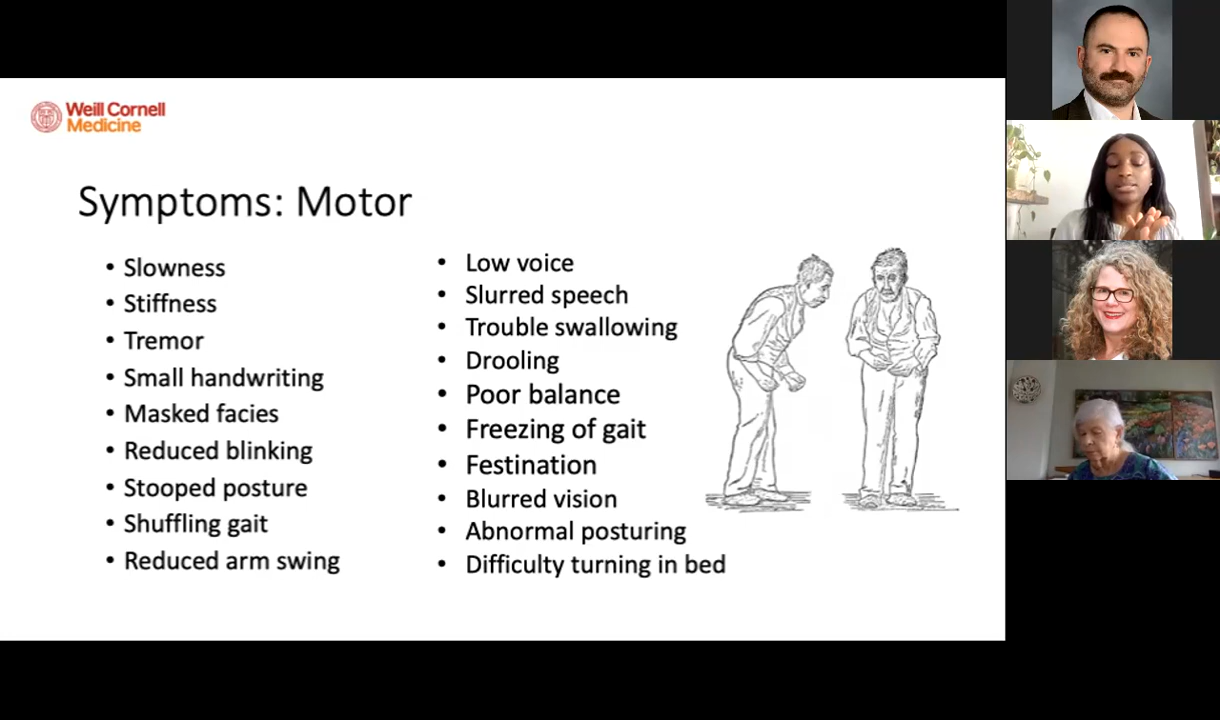 Weill Cornell
Medicine
Symptoms: Motor
• Slowness
• Stiffness
• Tremor
• Small handwriting
• Masked facies
• Reduced blinking
• Stooped posture
• Shuffling gait
• Reduced arm swing
• Low voice
• Slurred speech
• Trouble swallowing
• Drooling
• Poor balance
• Freezing of gait
• Festination
• Blurred vision
• Abnormal posturing
• Difficulty turning in bed